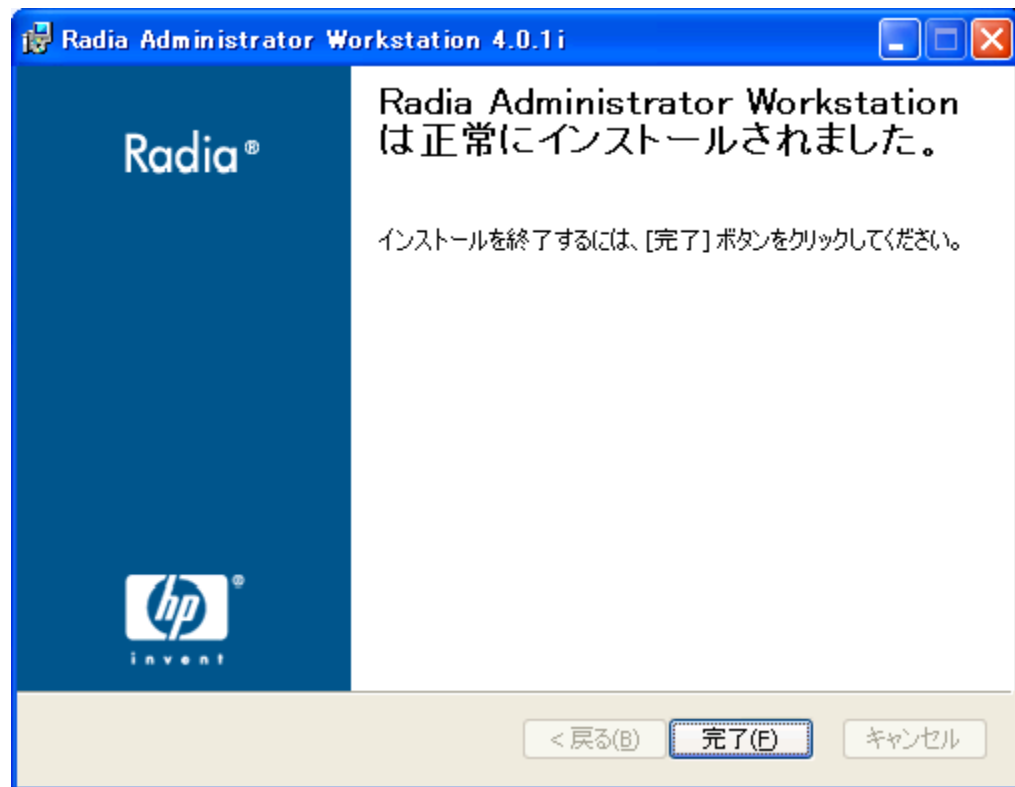 Radia Administrator Workstation 4.0.1i
Radia®
Radia Administrator Workstation
は正常にインストールされました。
インストールを終了するには、[完了] ボタンをクリックしてください。
hp®
invent
< 戻る(B)
完了(F)
キャンセル